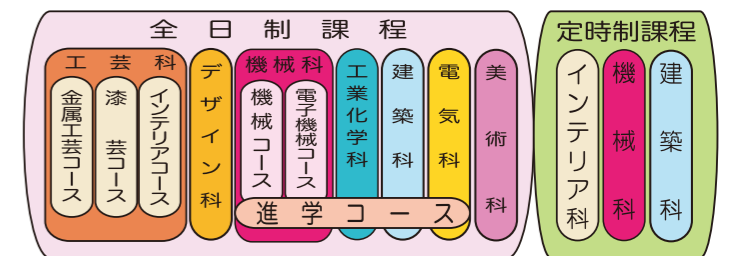 全日制課程
工芸科
金属工芸コース
漆芸コース
インテリアコース
デザイン科
機械科
機械コース
電子機械コース
工業化学科
建築科
電気科
進学コース
美術科
定時制課程
インテリア科
機械科
建築科